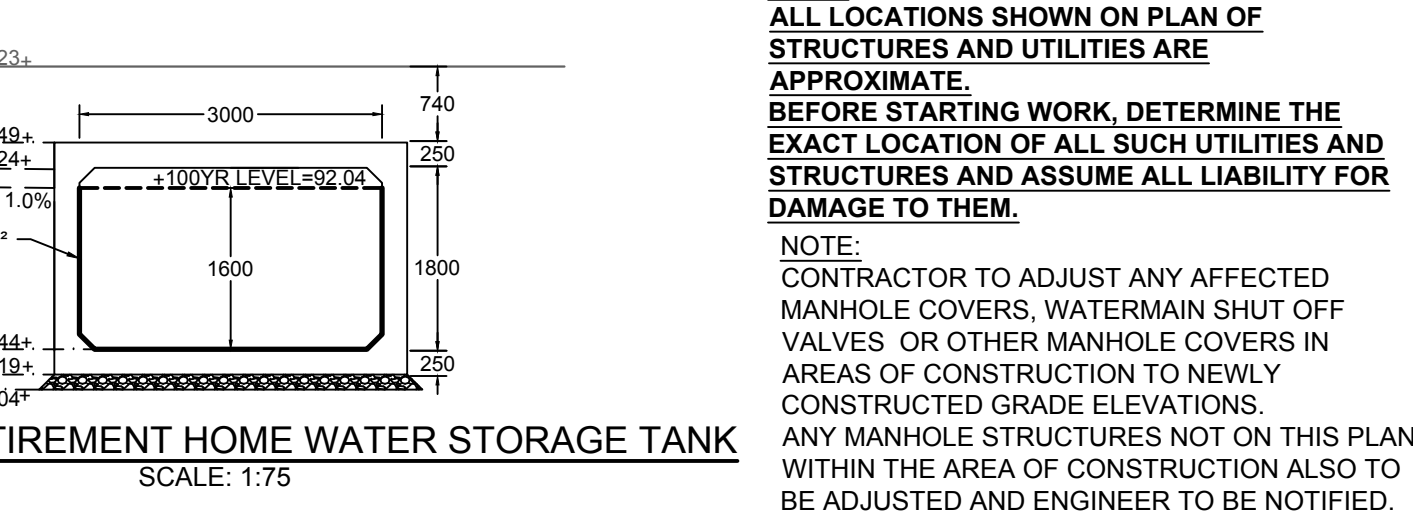 23+
740
3000
49+
24+
250
+100YR LEVEL=92.04
1.0%
²
1600
1800
44+
19+
250
04+
TIREMENT HOME WATER STORAGE TANK
SCALE: 1:75
ALL LOCATIONS SHOWN ON PLAN OF
STRUCTURES AND UTILITIES ARE
APPROXIMATE.
BEFORE STARTING WORK, DETERMINE THE
EXACT LOCATION OF ALL SUCH UTILITIES AND
STRUCTURES AND ASSUME ALL LIABILITY FOR
DAMAGE TO THEM.
NOTE:
CONTRACTOR TO ADJUST ANY AFFECTED
MANHOLE COVERS, WATERMAIN SHUT OFF
VALVES OR OTHER MANHOLE COVERS IN
AREAS OF CONSTRUCTION TO NEWLY
CONSTRUCTED GRADE ELEVATIONS.
ANY MANHOLE STRUCTURES NOT ON THIS PLAN
WITHIN THE AREA OF CONSTRUCTION ALSO TO
BE ADJUSTED AND ENGINEER TO BE NOTIFIED.